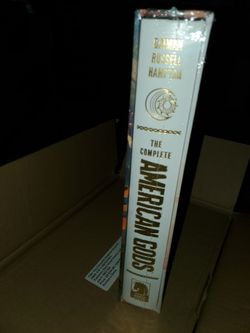 GAIMAN
RUSSELL
HAMPTON
THE
COMPLETE
AMERICAN GODS